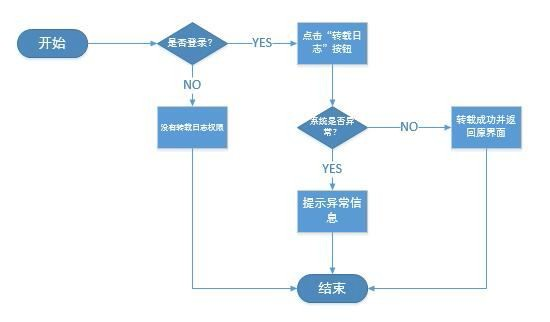 开始
是否登录?
YES
点击“转载日
志”按钮
NO
没有转载日志权限
系统是否异
常?
NO
转载成功并返
回原界面
YES
提示异常信
息
结束